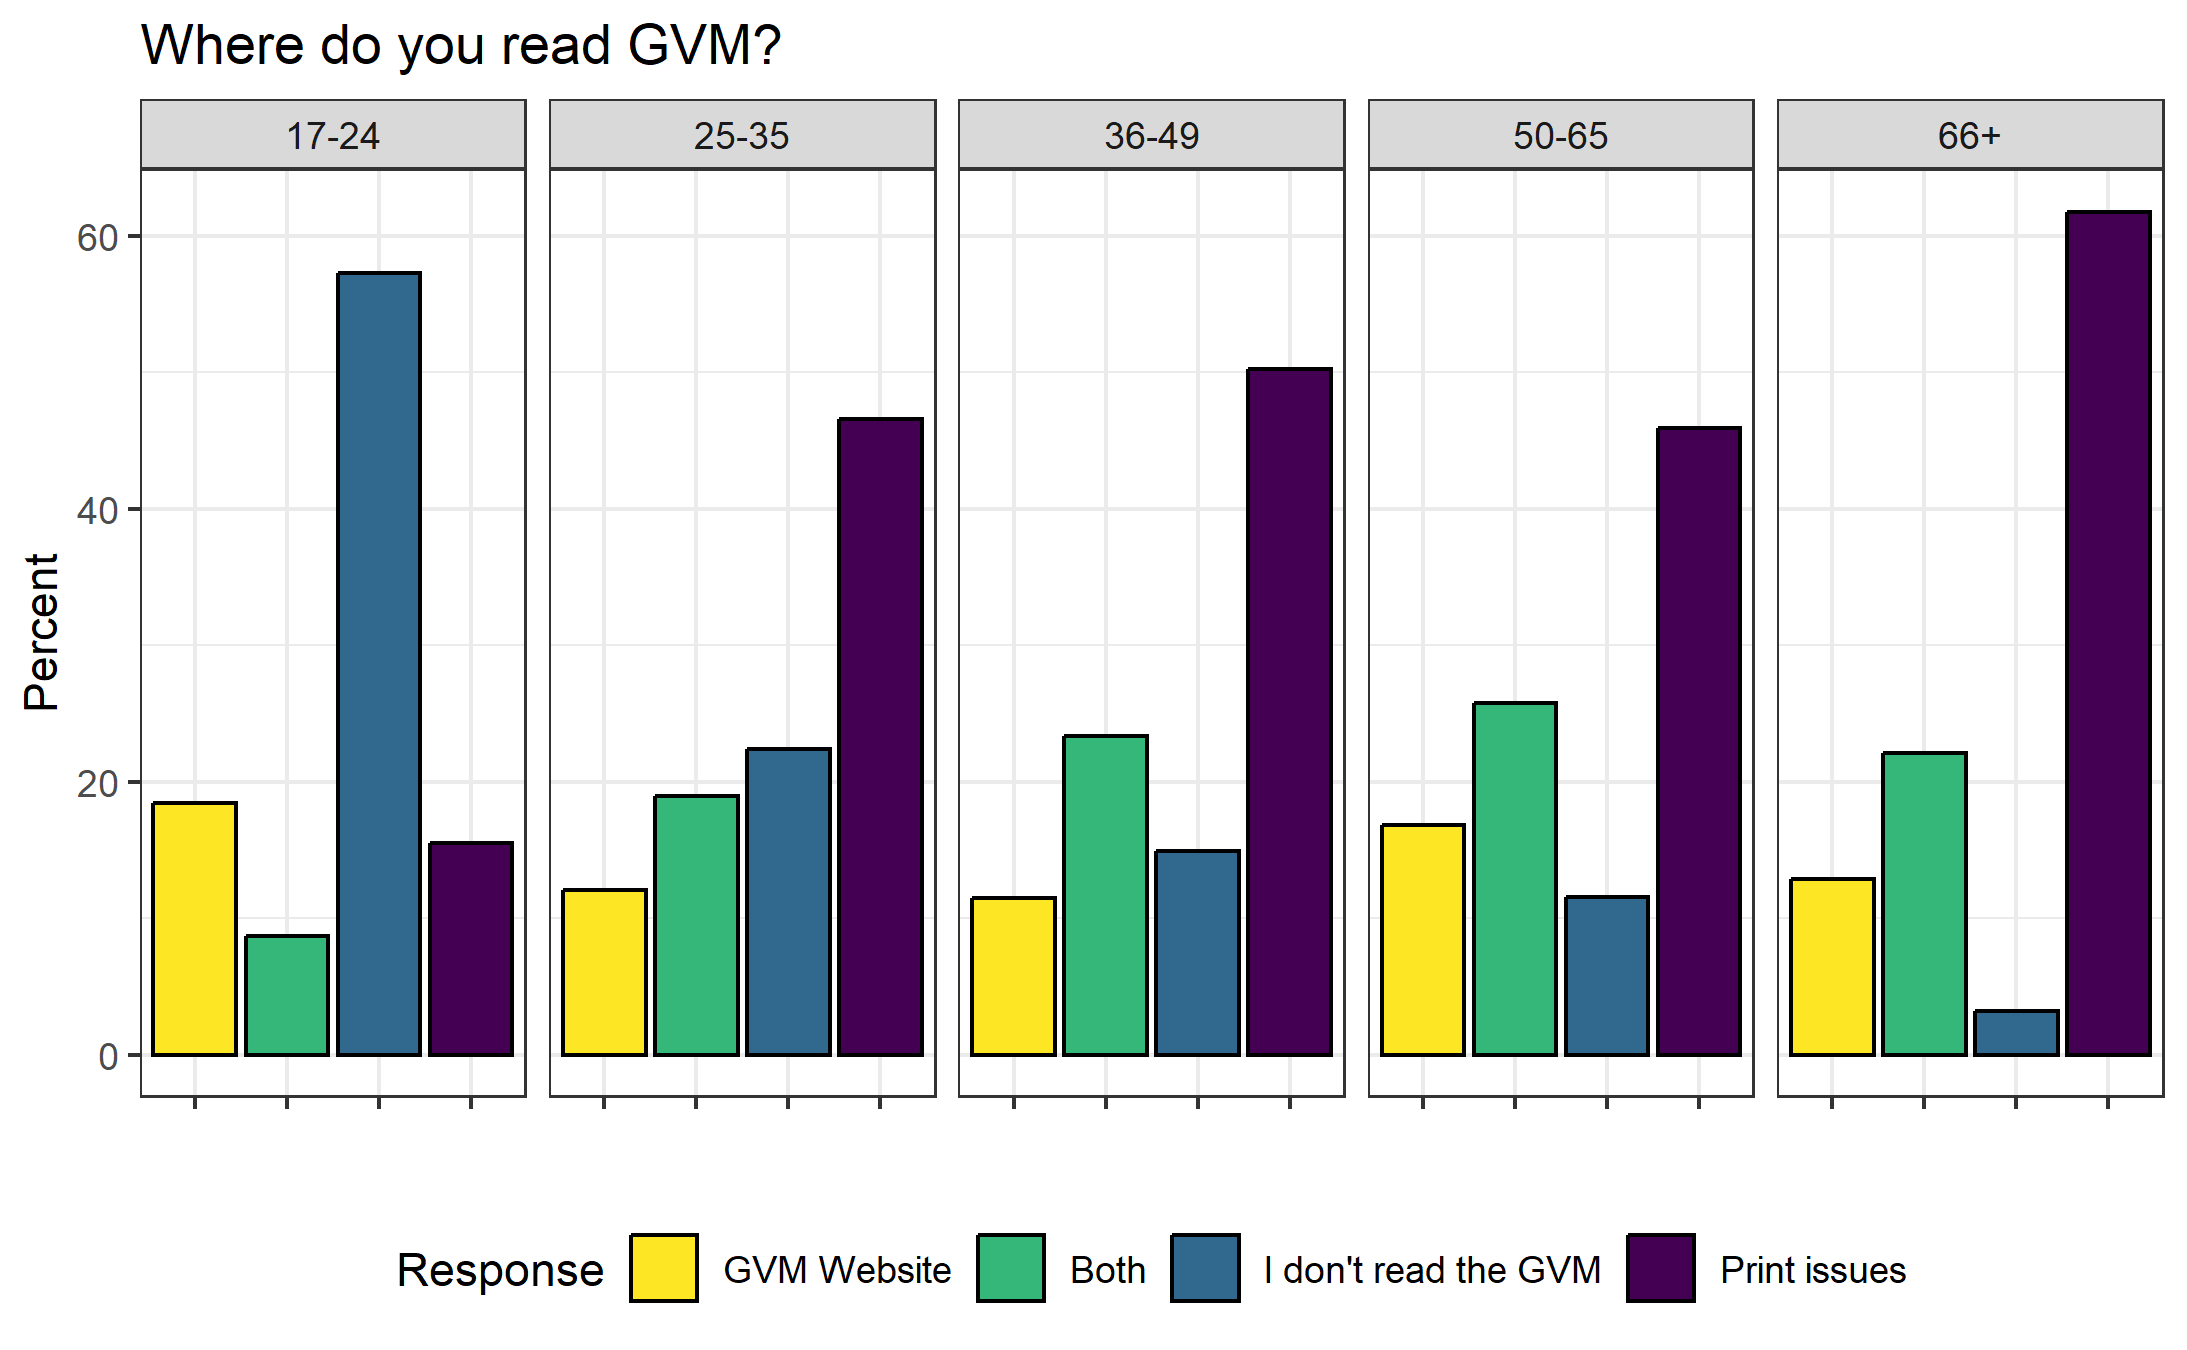 Where do you read GVM?
17-24 25-35 36-49 50-65 66+
60
40
20
0
Percent
Response GVM Website Both I don't read the GVM Print issues